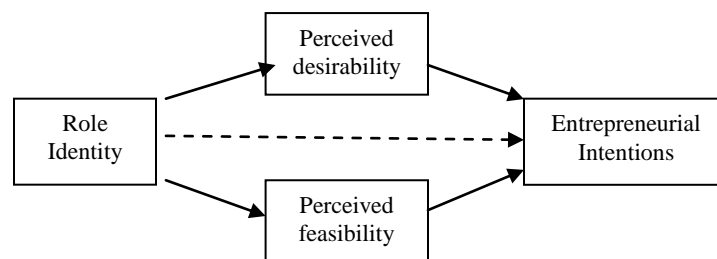 Perceived
desirability
Role
Identity
Entrepreneurial
Intentions
Perceived
feasibility